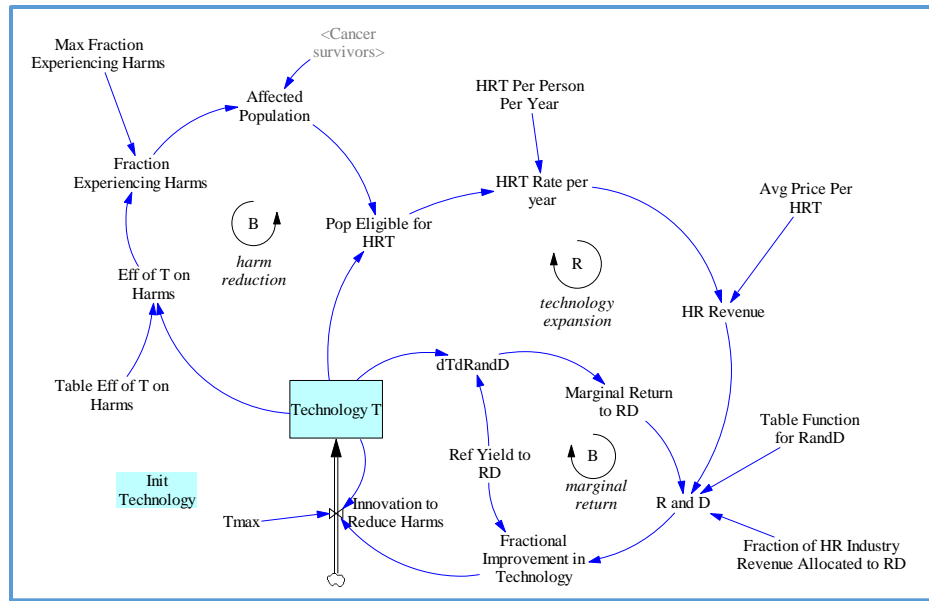 <Cancer
survivors>
Max Fraction
Experiencing Harms
Affected
Population
HRT Per Person
Per Year
Fraction
Experiencing Harms
HRT Rate per
year
Avg Price Per
HRT
B
harm
reduction
Pop Eligible for
HRT
R
technology
expansion
Eff of T on
Harms
HR Revenue
dTdRandD
Table Eff of T on
Harms
Technology T
Marginal Return
to RD
Table Function
for RandD
Ref Yield to
RD
B
marginal
return
Init
Technology
Innovation to
Reduce Harms
R and D
Tmax
Fractional
Improvement in
Technology
Fraction of HR Industry
Revenue Allocated to RD